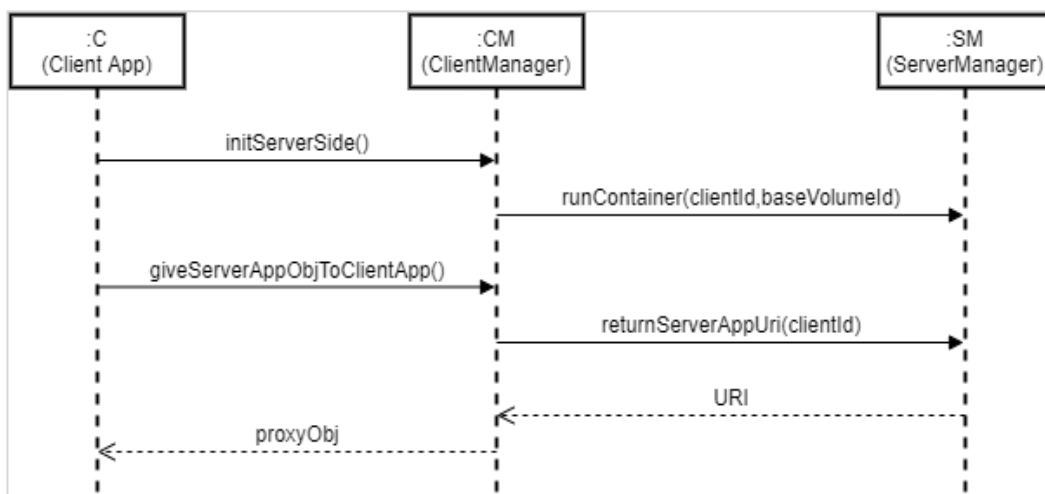 :C
(Client App)
:CM
(ClientManager)
:SM
(ServerManager)
initServerSide()
runContainer(clientId,baseVolumeId)
giveServerAppObjToClientApp()
returnServerAppUri(clientId)
URI
proxyObj